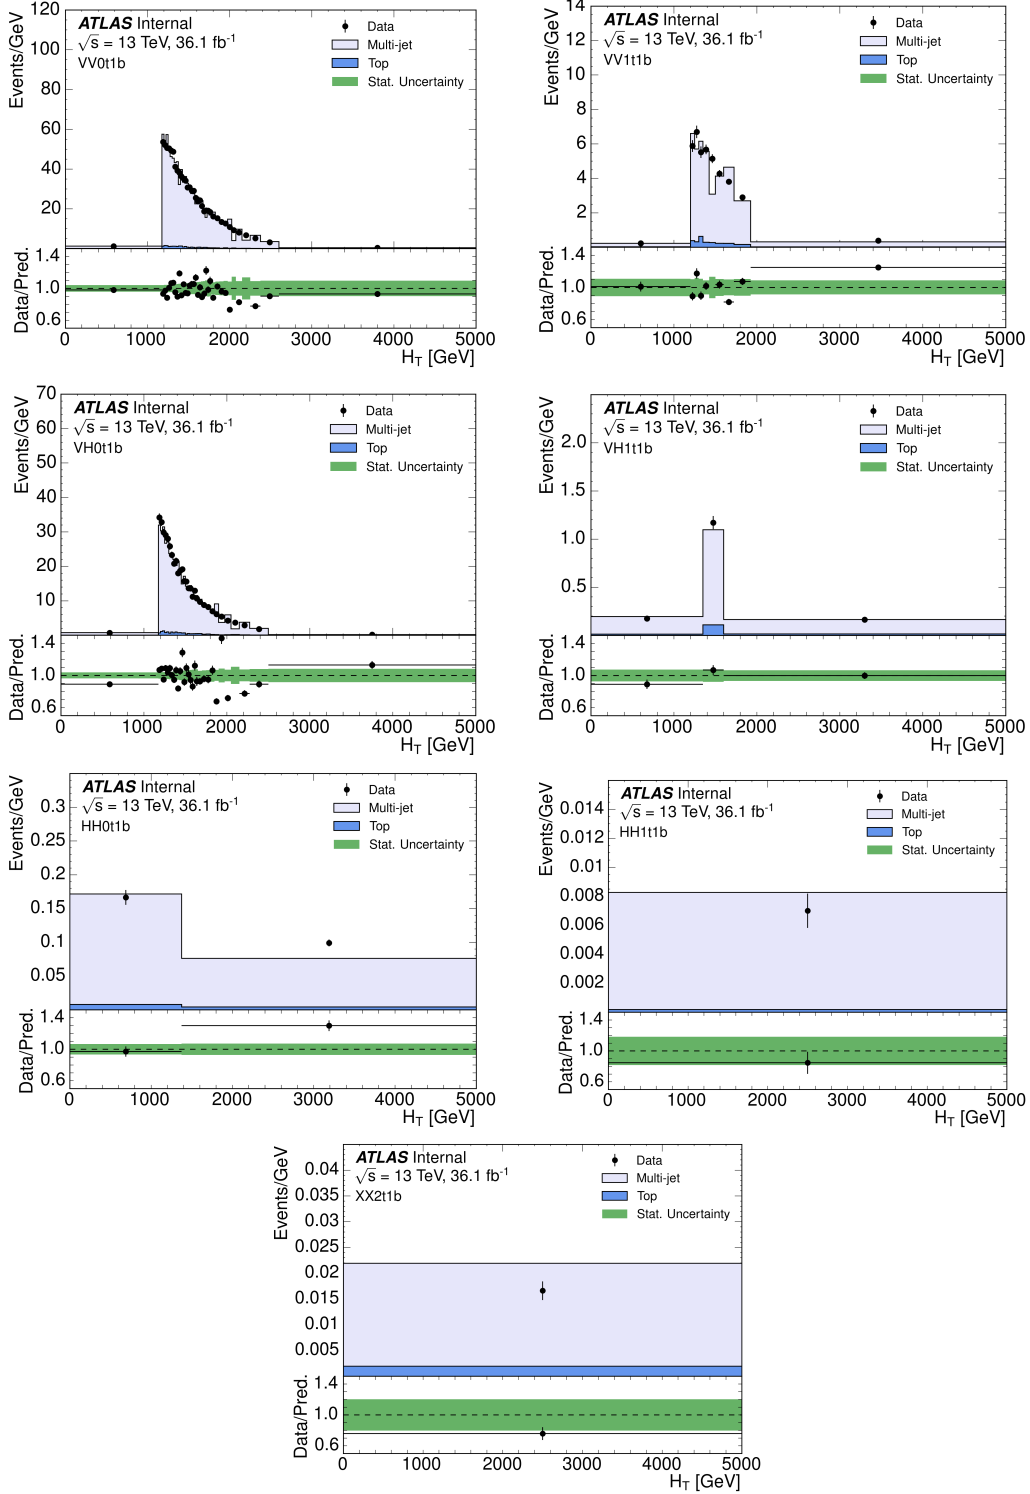 ATLAS Internal
√s = 13 TeV, 36.1 fb-1
VV0t1b
Data
Multi-jet
Top
Stat. Uncertainty
Events/GeV
120
100
80
60
40
20
Data/Pred.
1.4
1.0
0.6
0 1000 2000 3000 4000 5000
HT [GeV]
ATLAS Internal
√s = 13 TeV, 36.1 fb-1
VV1t1b
Data
Multi-jet
Top
Stat. Uncertainty
Events/GeV
14
12
10
8
6
4
2
Data/Pred.
1.4
1.0
0.6
0 1000 2000 3000 4000 5000
HT [GeV]
ATLAS Internal
√s = 13 TeV, 36.1 fb-1
VH0t1b
Data
Multi-jet
Top
Stat. Uncertainty
Events/GeV
70
60
50
40
30
20
10
Data/Pred.
1.4
1.0
0.6
0 1000 2000 3000 4000 5000
HT [GeV]
ATLAS Internal
√s = 13 TeV, 36.1 fb-1
VH1t1b
Data
Multi-jet
Top
Stat. Uncertainty
Events/GeV
2.0
1.5
1.0
0.5
Data/Pred.
1.4
1.0
0.6
0 1000 2000 3000 4000 5000
HT [GeV]
ATLAS Internal
√s = 13 TeV, 36.1 fb-1
HH0t1b
Data
Multi-jet
Top
Stat. Uncertainty
Events/GeV
0.3
0.25
0.2
0.15
0.1
0.05
Data/Pred.
1.4
1.0
0.6
0 1000 2000 3000 4000 5000
HT [GeV]
ATLAS Internal
√s = 13 TeV, 36.1 fb-1
HH1t1b
Data
Multi-jet
Top
Stat. Uncertainty
Events/GeV
0.014
0.012
0.01
0.008
0.006
0.004
0.002
Data/Pred.
1.4
1.0
0.6
0 1000 2000 3000 4000 5000
HT [GeV]
ATLAS Internal
√s = 13 TeV, 36.1 fb-1
XX2t1b
Data
Multi-jet
Top
Stat. Uncertainty
Events/GeV
0.04
0.035
0.03
0.025
0.02
0.015
0.01
0.005
Data/Pred.
1.4
1.0
0.6
0 1000 2000 3000 4000 5000
HT [GeV]